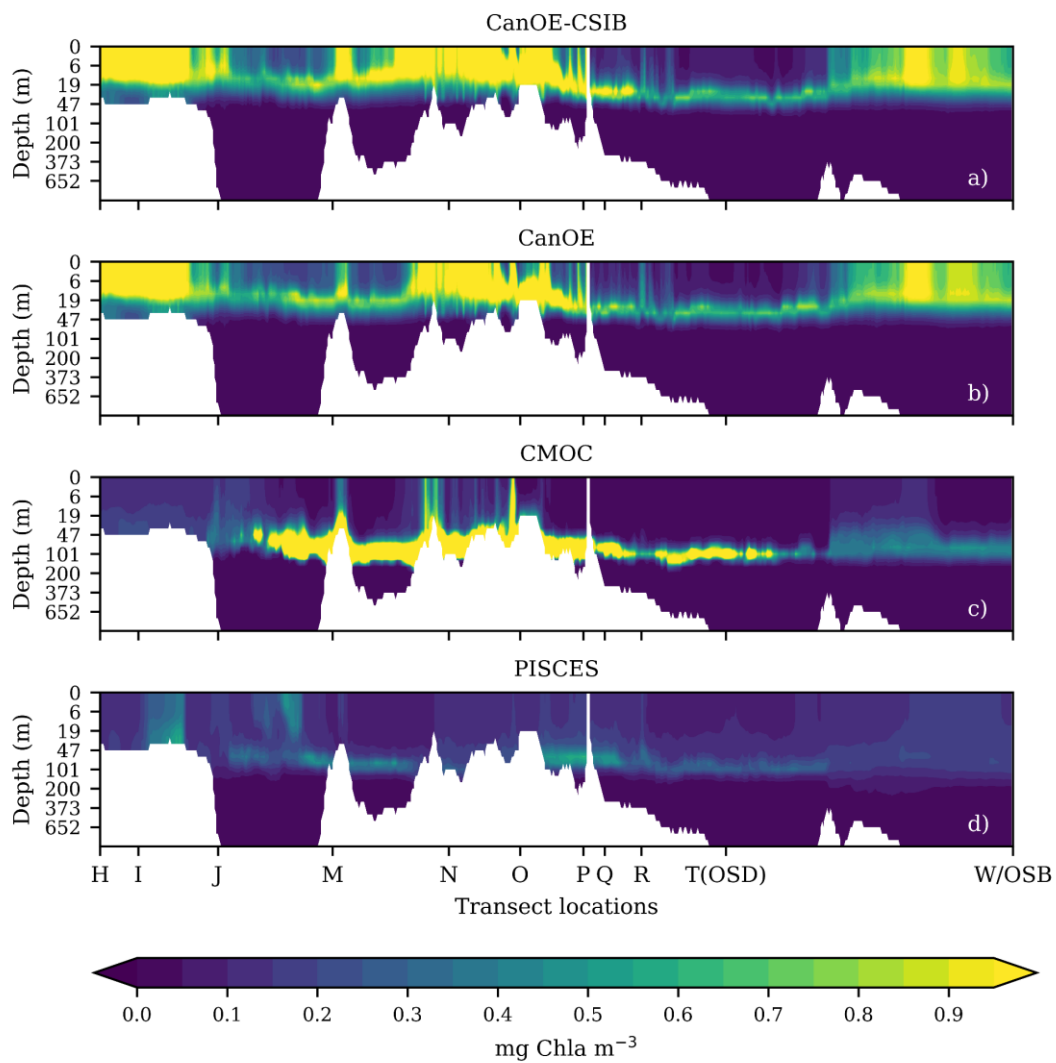 CanOE-CSIB
0
6
19
47
101
200
373
652
Depth (m)
a)
CanOE
0
6
19
47
101
200
373
652
Depth (m)
b)
CMOC
0
6
19
47
101
200
373
652
Depth (m)
c)
PISCES
0
6
19
47
101
200
373
652
Depth (m)
d)
H I J M N O P Q R T(OSD) W/OSB
Transect locations
0.0 0.1 0.2 0.3 0.4 0.5 0.6 0.7 0.8 0.9
mg Chla m⁻³